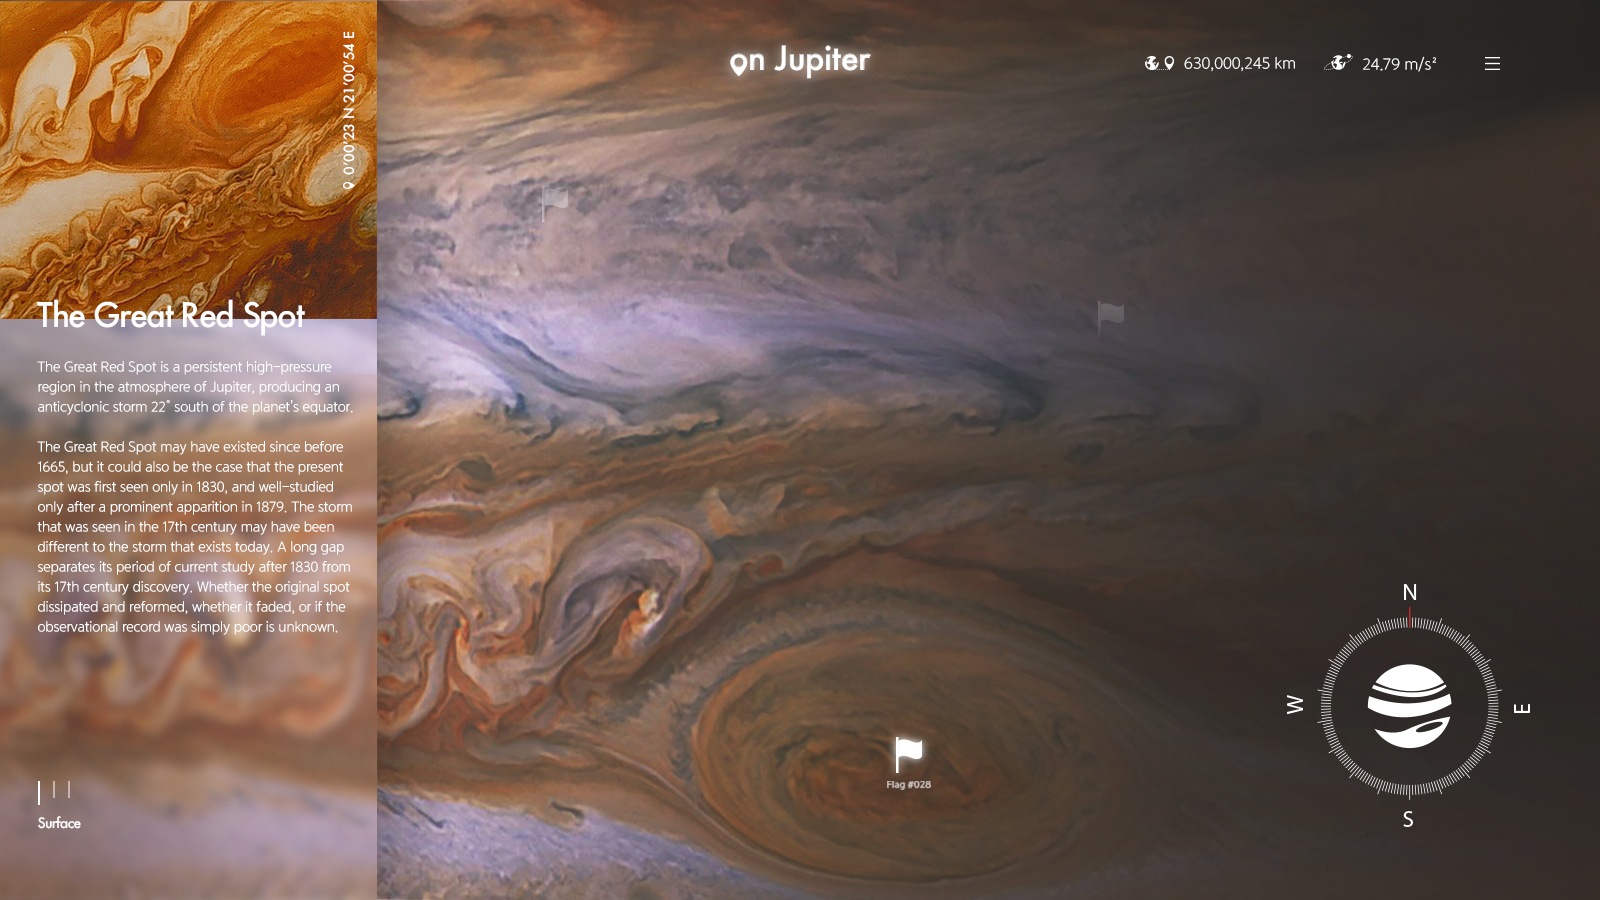 on Jupiter
630,000,245 km
24.79 m/s²
0°00'23 N 21°00'54 E
The Great Red Spot
The Great Red Spot is a persistent high-pressure
region in the atmosphere of Jupiter, producing an
anticyclonic storm 22° south of the planet's equator.
The Great Red Spot may have existed since before
1665, but it could also be the case that the present
spot was first seen only in 1830, and well-studied
only after a prominent apparition in 1879. The storm
that was seen in the 17th century may have been
different to the storm that exists today. A long gap
separates its period of current study after 1830 from
its 17th century discovery. Whether the original spot
dissipated and reformed, whether it faded, or if the
observational record was simply poor is unknown.
Surface
Flag #028
N
W
E
S